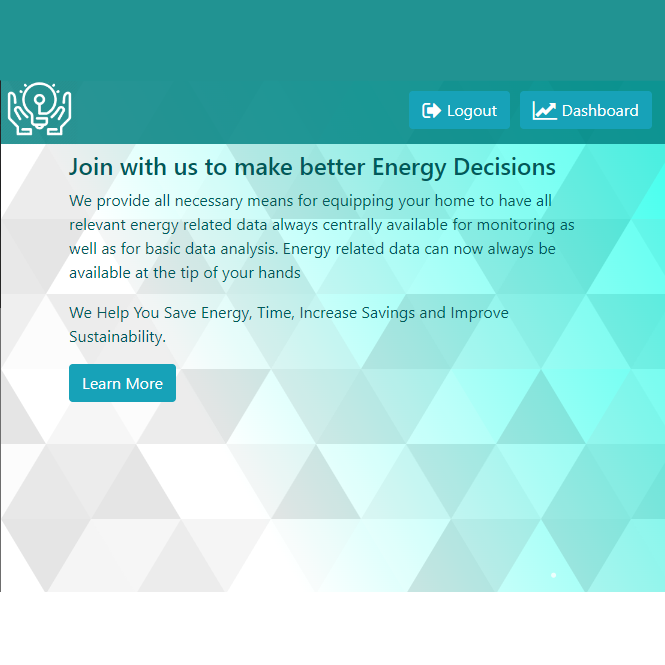 Logout
Dashboard
Join with us to make better Energy Decisions
We provide all necessary means for equipping your home to have all
relevant energy related data always centrally available for monitoring as
well as for basic data analysis. Energy related data can now always be
available at the tip of your hands
We Help You Save Energy, Time, Increase Savings and Improve
Sustainability.
Learn More